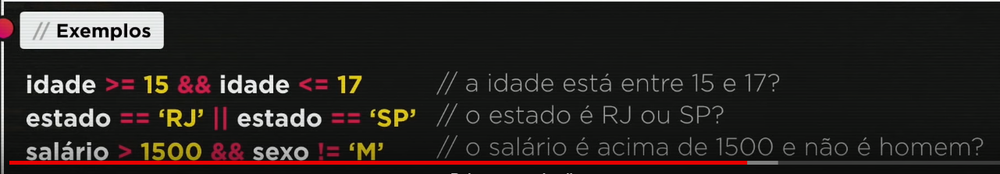 // Exemplos
idade >= 15 && idade <= 17 // a idade está entre 15 e 17?
estado == ‘RJ’ || estado == ‘SP’ // o estado é RJ ou SP?
salário > 1500 && sexo != ‘M’ // o salário é acima de 1500 e não é homem?